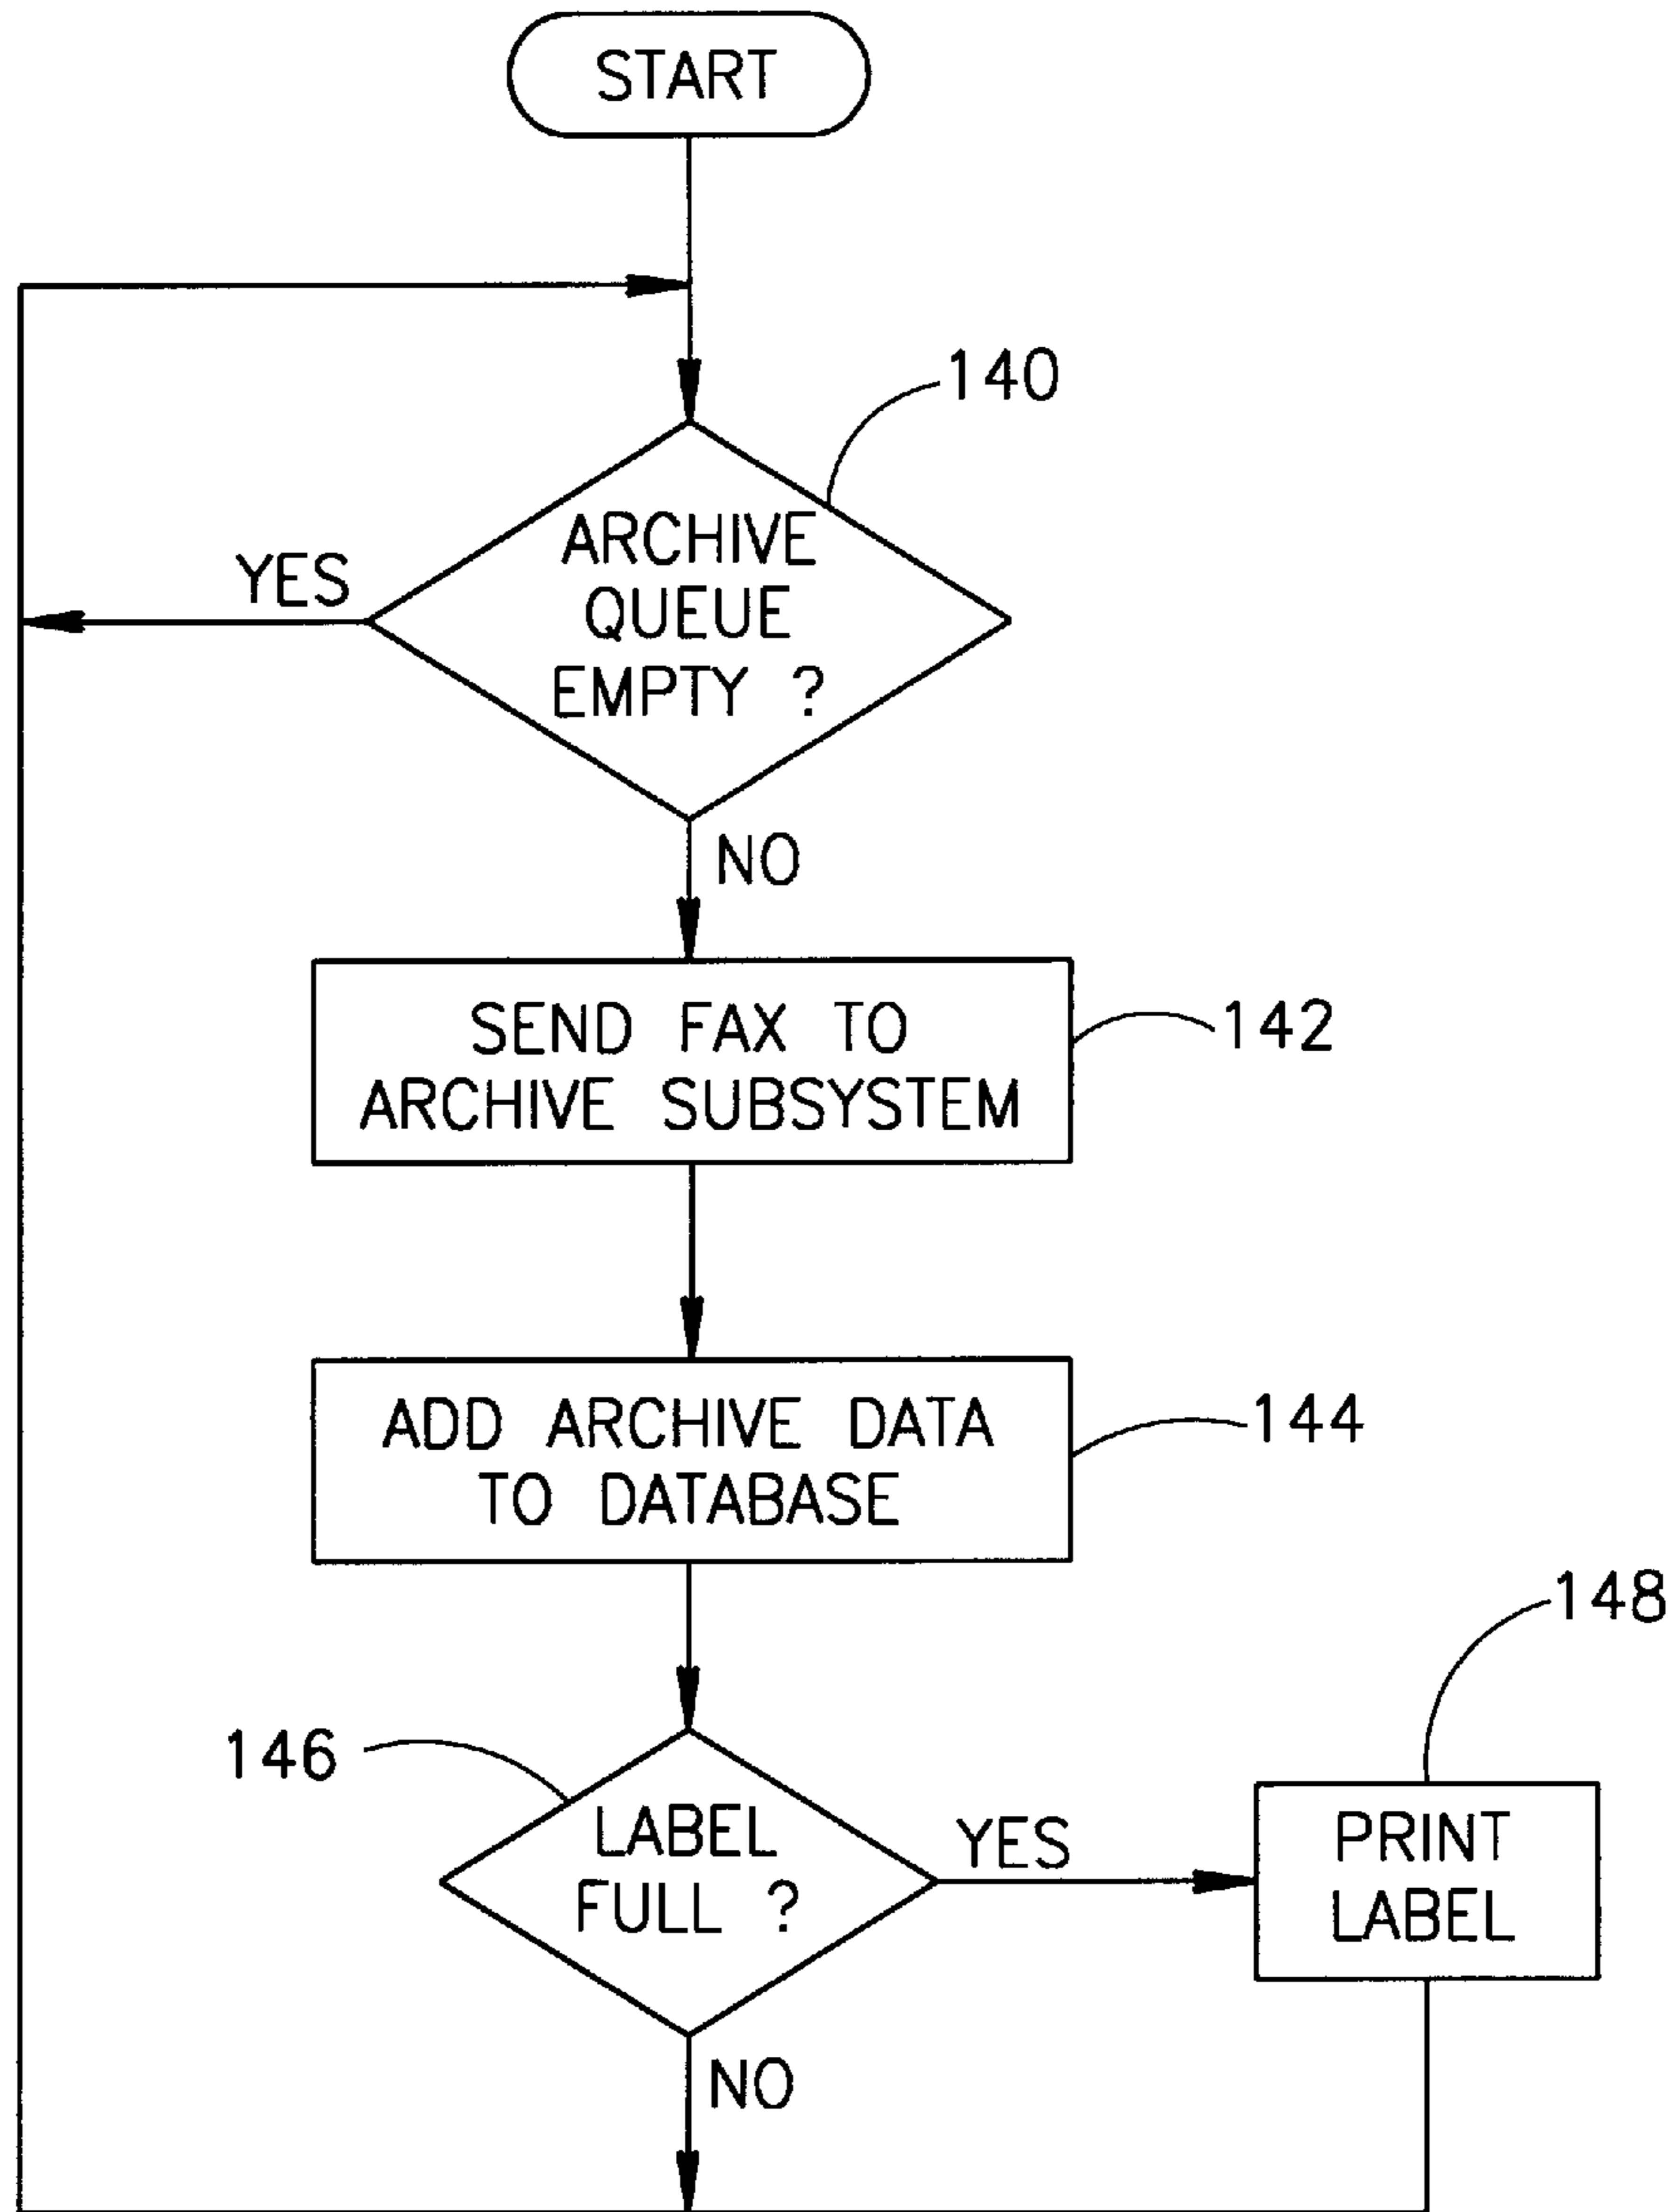 START
140
ARCHIVE
QUEUE
EMPTY ?
YES
NO
SEND FAX TO
ARCHIVE SUBSYSTEM
142
ADD ARCHIVE DATA
TO DATABASE
144
146
LABEL
FULL ?
YES
148
PRINT
LABEL
NO